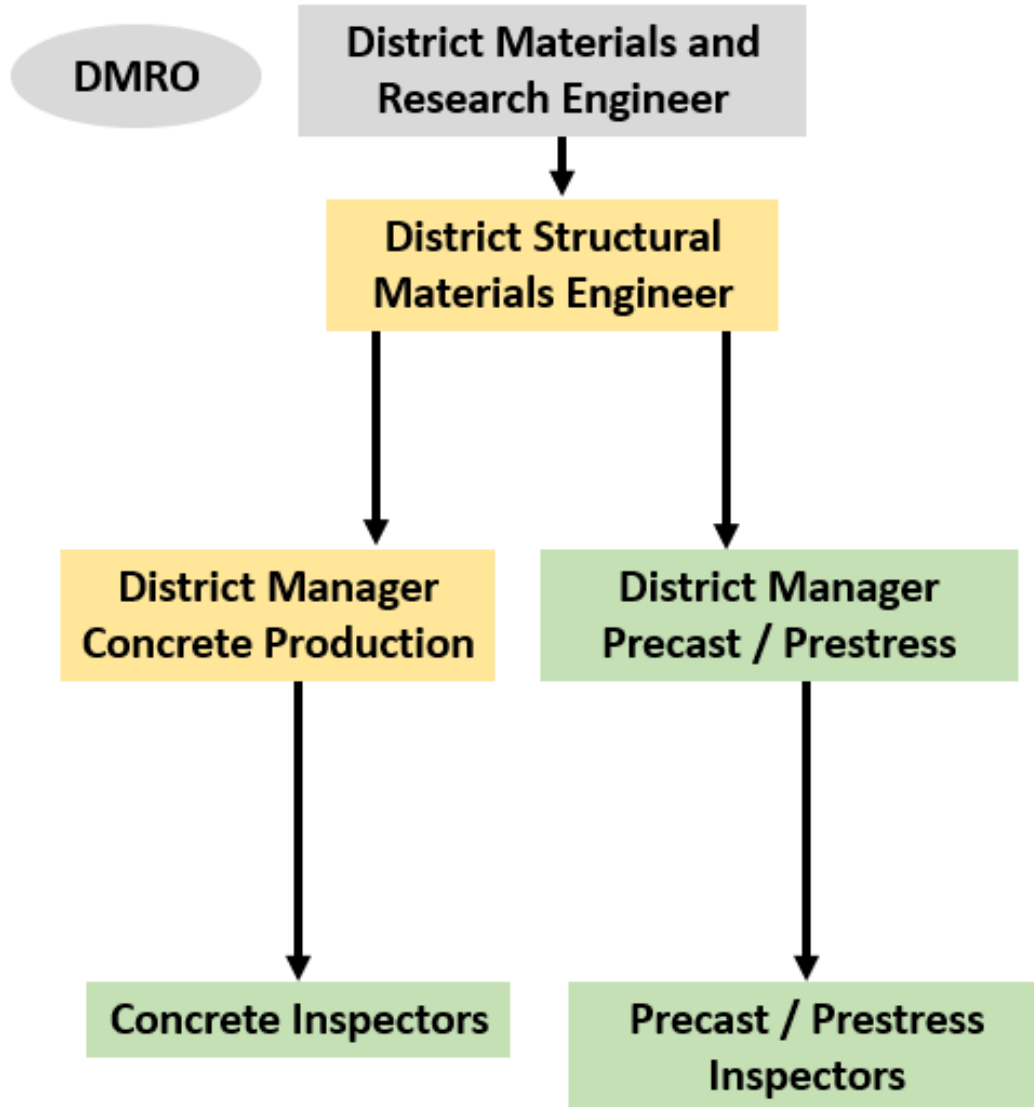 DMRO
District Materials and
Research Engineer
District Structural
Materials Engineer
District Manager
Concrete Production
District Manager
Precast / Prestress
Concrete Inspectors
Precast / Prestress
Inspectors